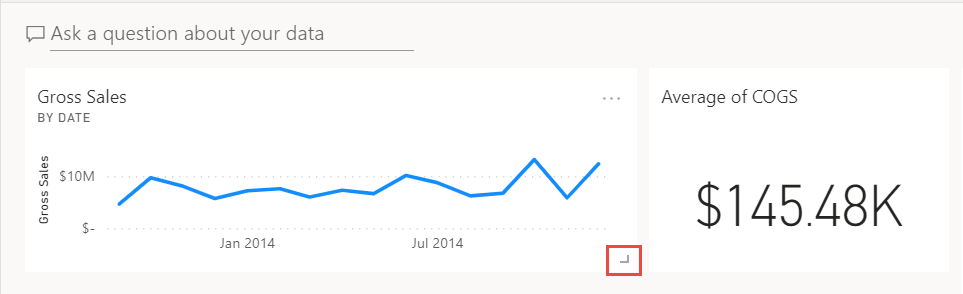 Ask a question about your data
Gross Sales
BY DATE
...
Gross Sales
$10M
$-
Jan 2014
Jul 2014
Average of COGS
$145.48K